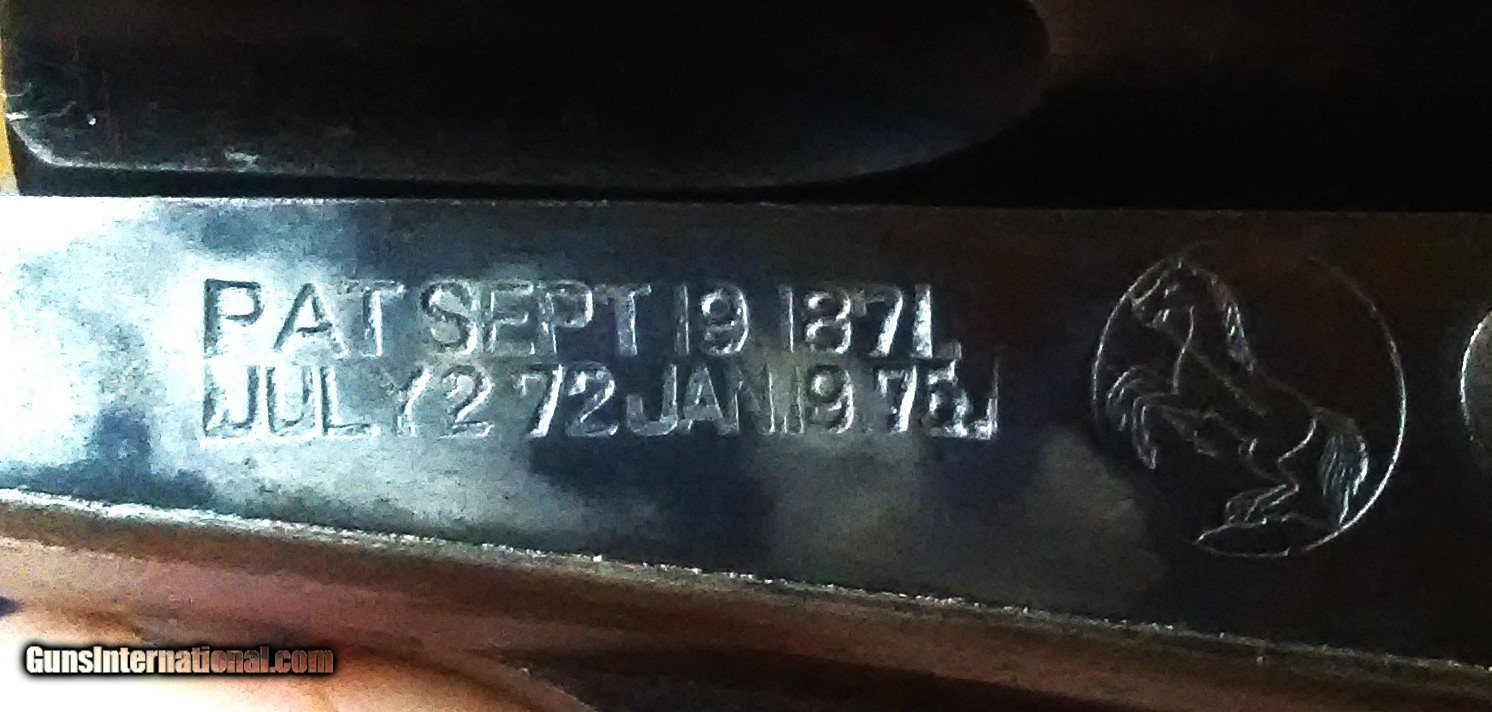 PAT SEPT 19 1871.
JULY 2 72 JAN 19 75
GunsInternational.com